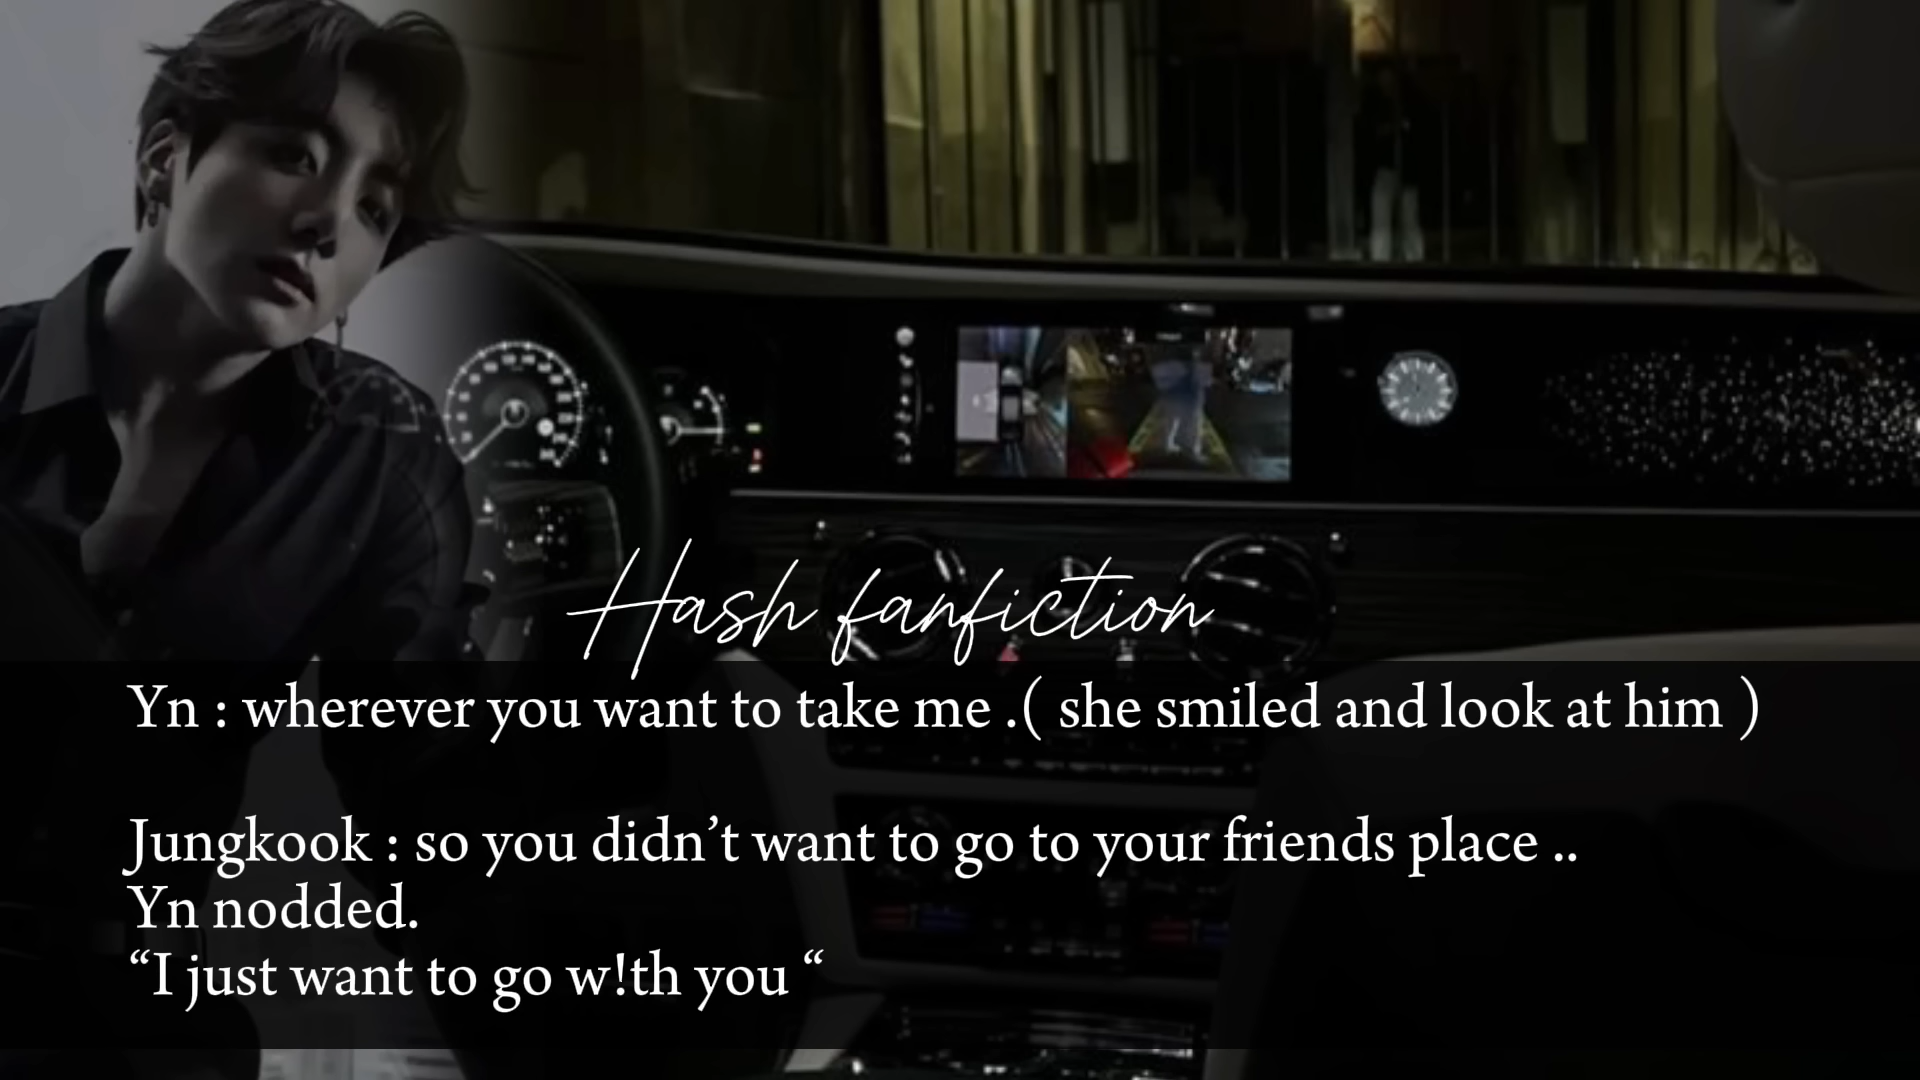 Hash fanfiction
Yn : wherever you want to take me .( she smiled and look at him )
Jungkook : so you didn’t want to go to your friends place ..
Yn nodded.
“I just want to go w!th you “